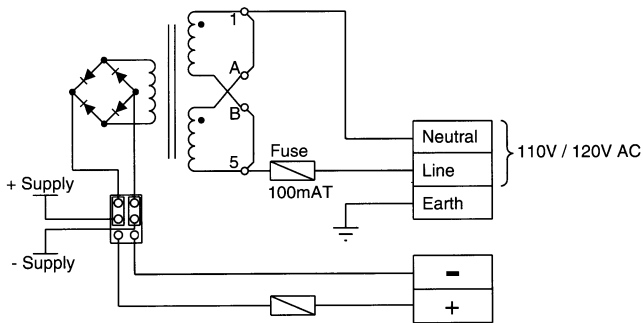 1
A
B
5
Fuse
100mAT
Neutral
Line
Earth
110V / 120V AC
+ Supply
- Supply
-
+